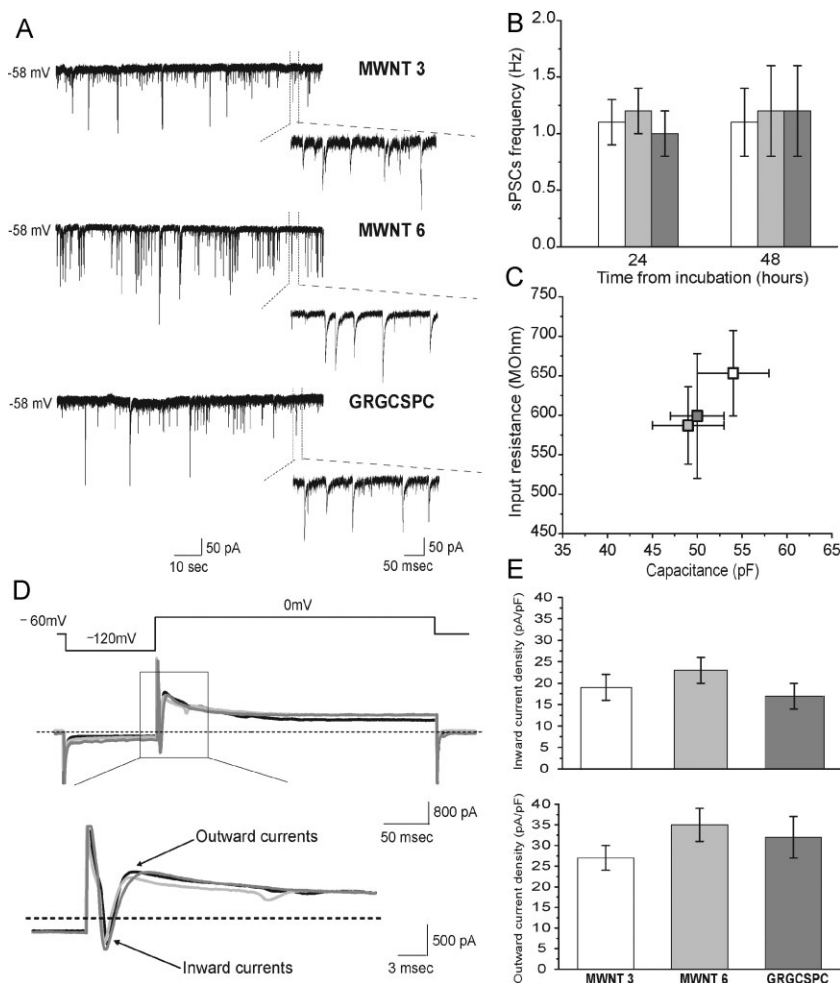 A
-58 mV
MWNT 3
-58 mV
MWNT 6
-58 mV
GRGCSPC
50 pA
10 sec
50 pA
50 msec
B
sPSCs frequency (Hz)
2.0
1.5
1.0
0.5
0.0
24
48
Time from incubation (hours)
C
Input resistance (MOhm)
750
700
650
600
550
500
450
35 40 45 50 55 60 65
Capacitance (pF)
D
−60mV
−120mV
0mV
800 pA
50 msec
Outward currents
Inward currents
500 pA
3 msec
E
Inward current density (pA/pF)
40
35
30
25
20
15
10
5
0
Outward current density (pA/pF)
40
35
30
25
20
15
10
5
0
MWNT 3 MWNT 6 GRGCSPC